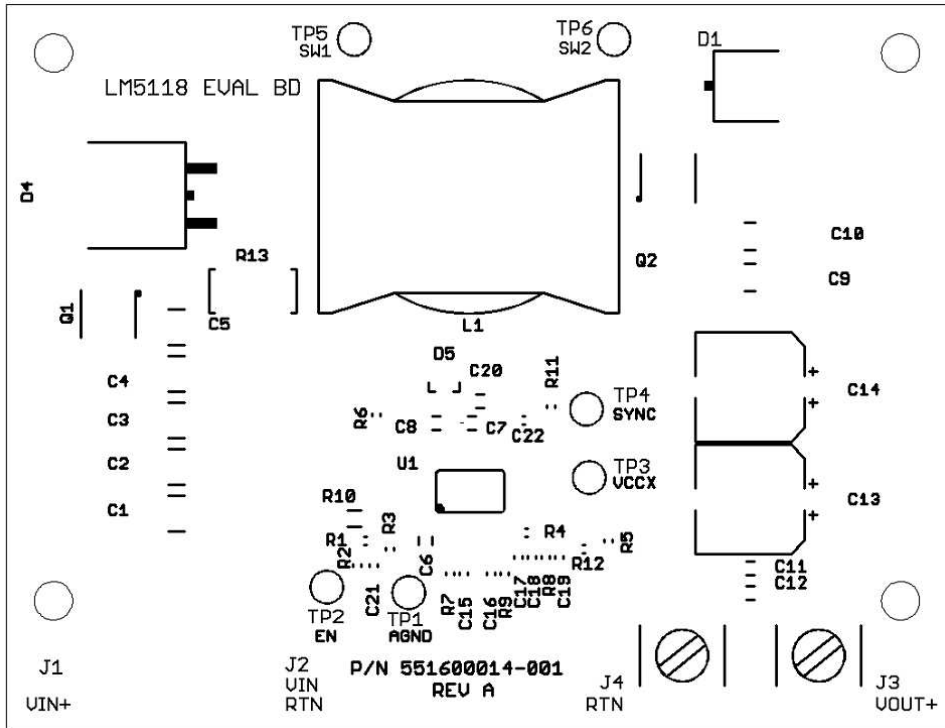 TP5
SW1
TP6
SW2
D1
LM5118 EVAL BD
D4
R13
Q2
C10
C9
Q1
C5
L1
D5
C20
R11
C4
C3
C2
C1
R6
C8
C7
C22
TP4
SYNC
C14
U1
TP3
VCCX
C13
R10
R1
R2
R3
C6
R4
R12
R5
C11
C12
TP2
EN
C21
TP1
AGND
R7
C15
C16
R9
C17
C18
R8
C19
J1
VIN+
J2
VIN
RTN
P/N 551600014-001
REV A
J4
RTN
J3
VOUT+